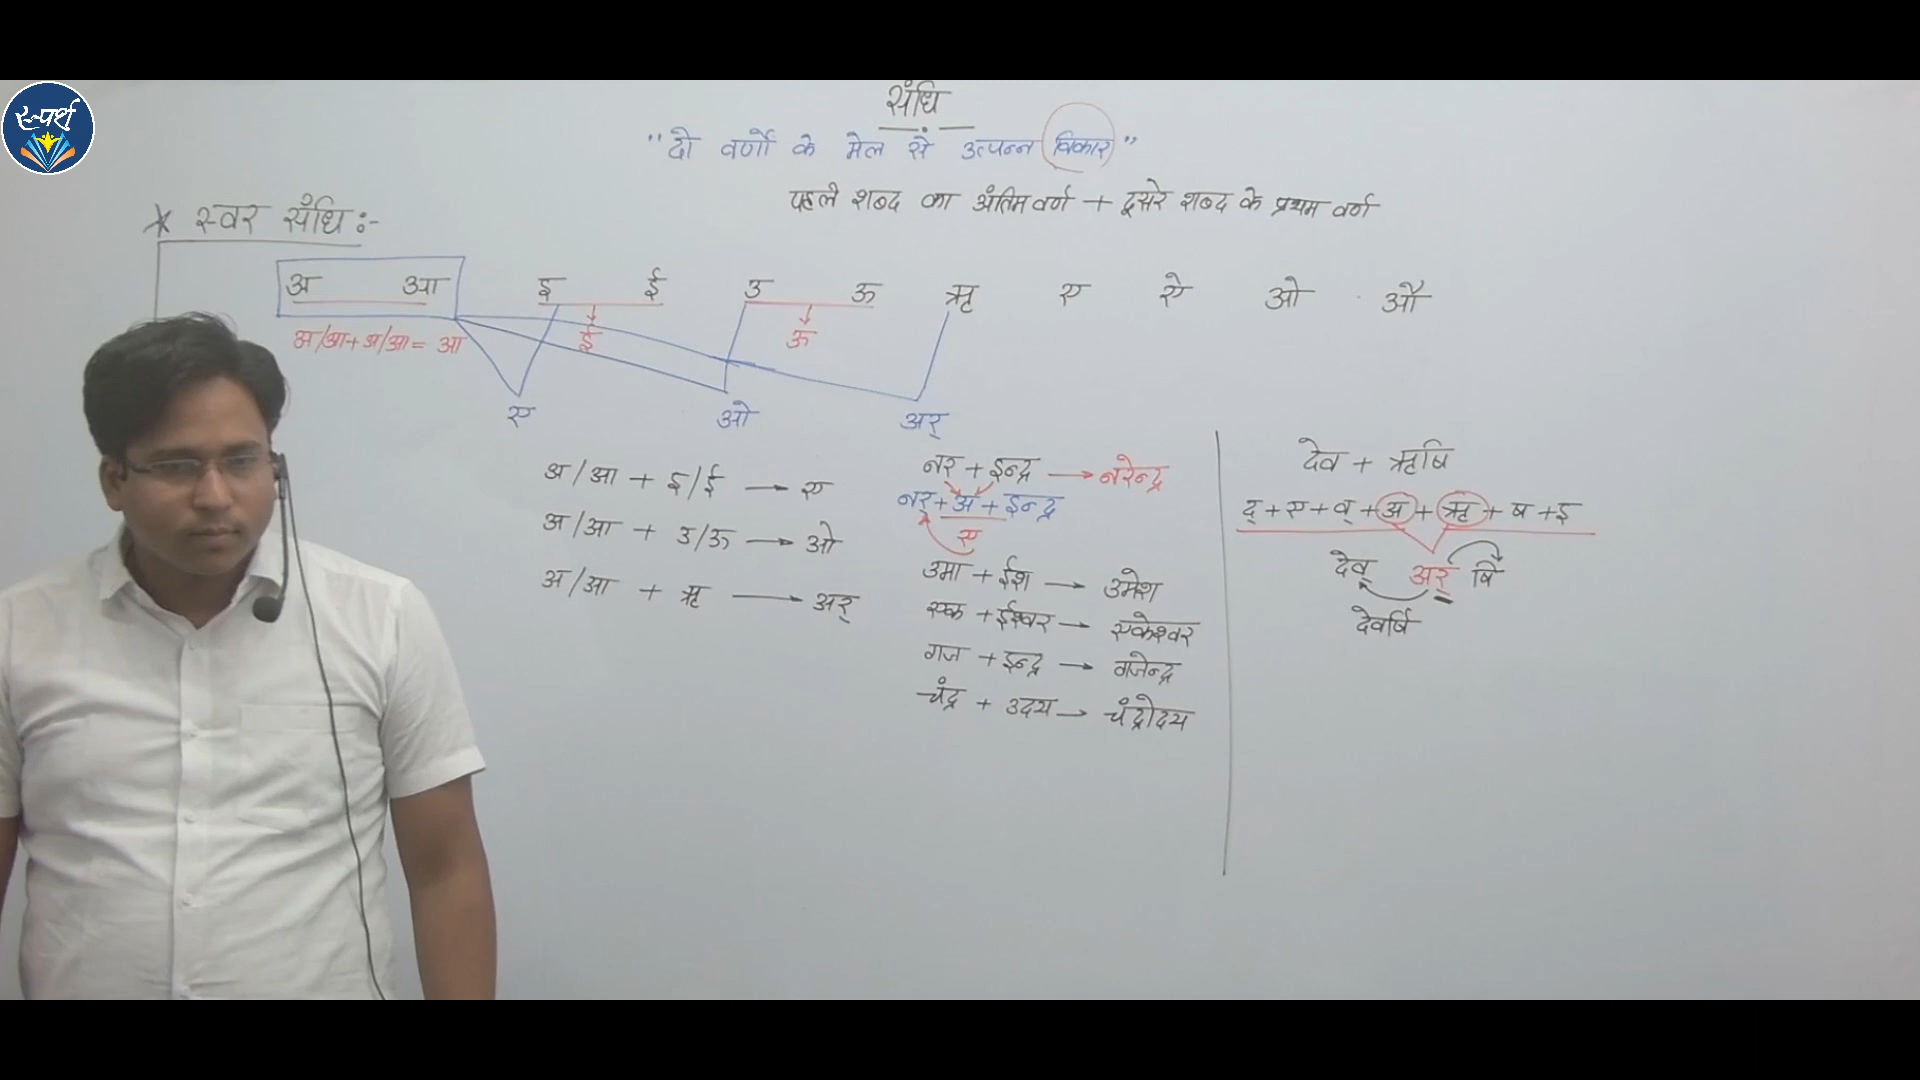 स्पर्श
संधि
"दो वर्णो के मेल से उत्पन्न विकार"
पहले शब्द का अंतिम वर्ण + दूसरे शब्द के प्रथम वर्ण
* स्वर संधि :-
अ आ इ ई उ ऊ ऋ ए ऐ ओ औ
अ/आ + अ/आ = आ ई ऊ
ए ओ अर्
अ/आ + इ/ई → ए
अ/आ + उ/ऊ → ओ
अ/आ + ऋ → अर्
नर + इन्द्र → नरेन्द्र
नर् + अ + इन्द्र
ए
उमा + ईश → उमेश
एक + ईश्वर → एकेश्वर
गज + इन्द्र → गजेन्द्र
चंद्र + उदय → चंद्रोदय
देव + ऋषि
द् + ए + व् + अ + ऋ + ष + इ
देव् अर् षि
देवर्षि